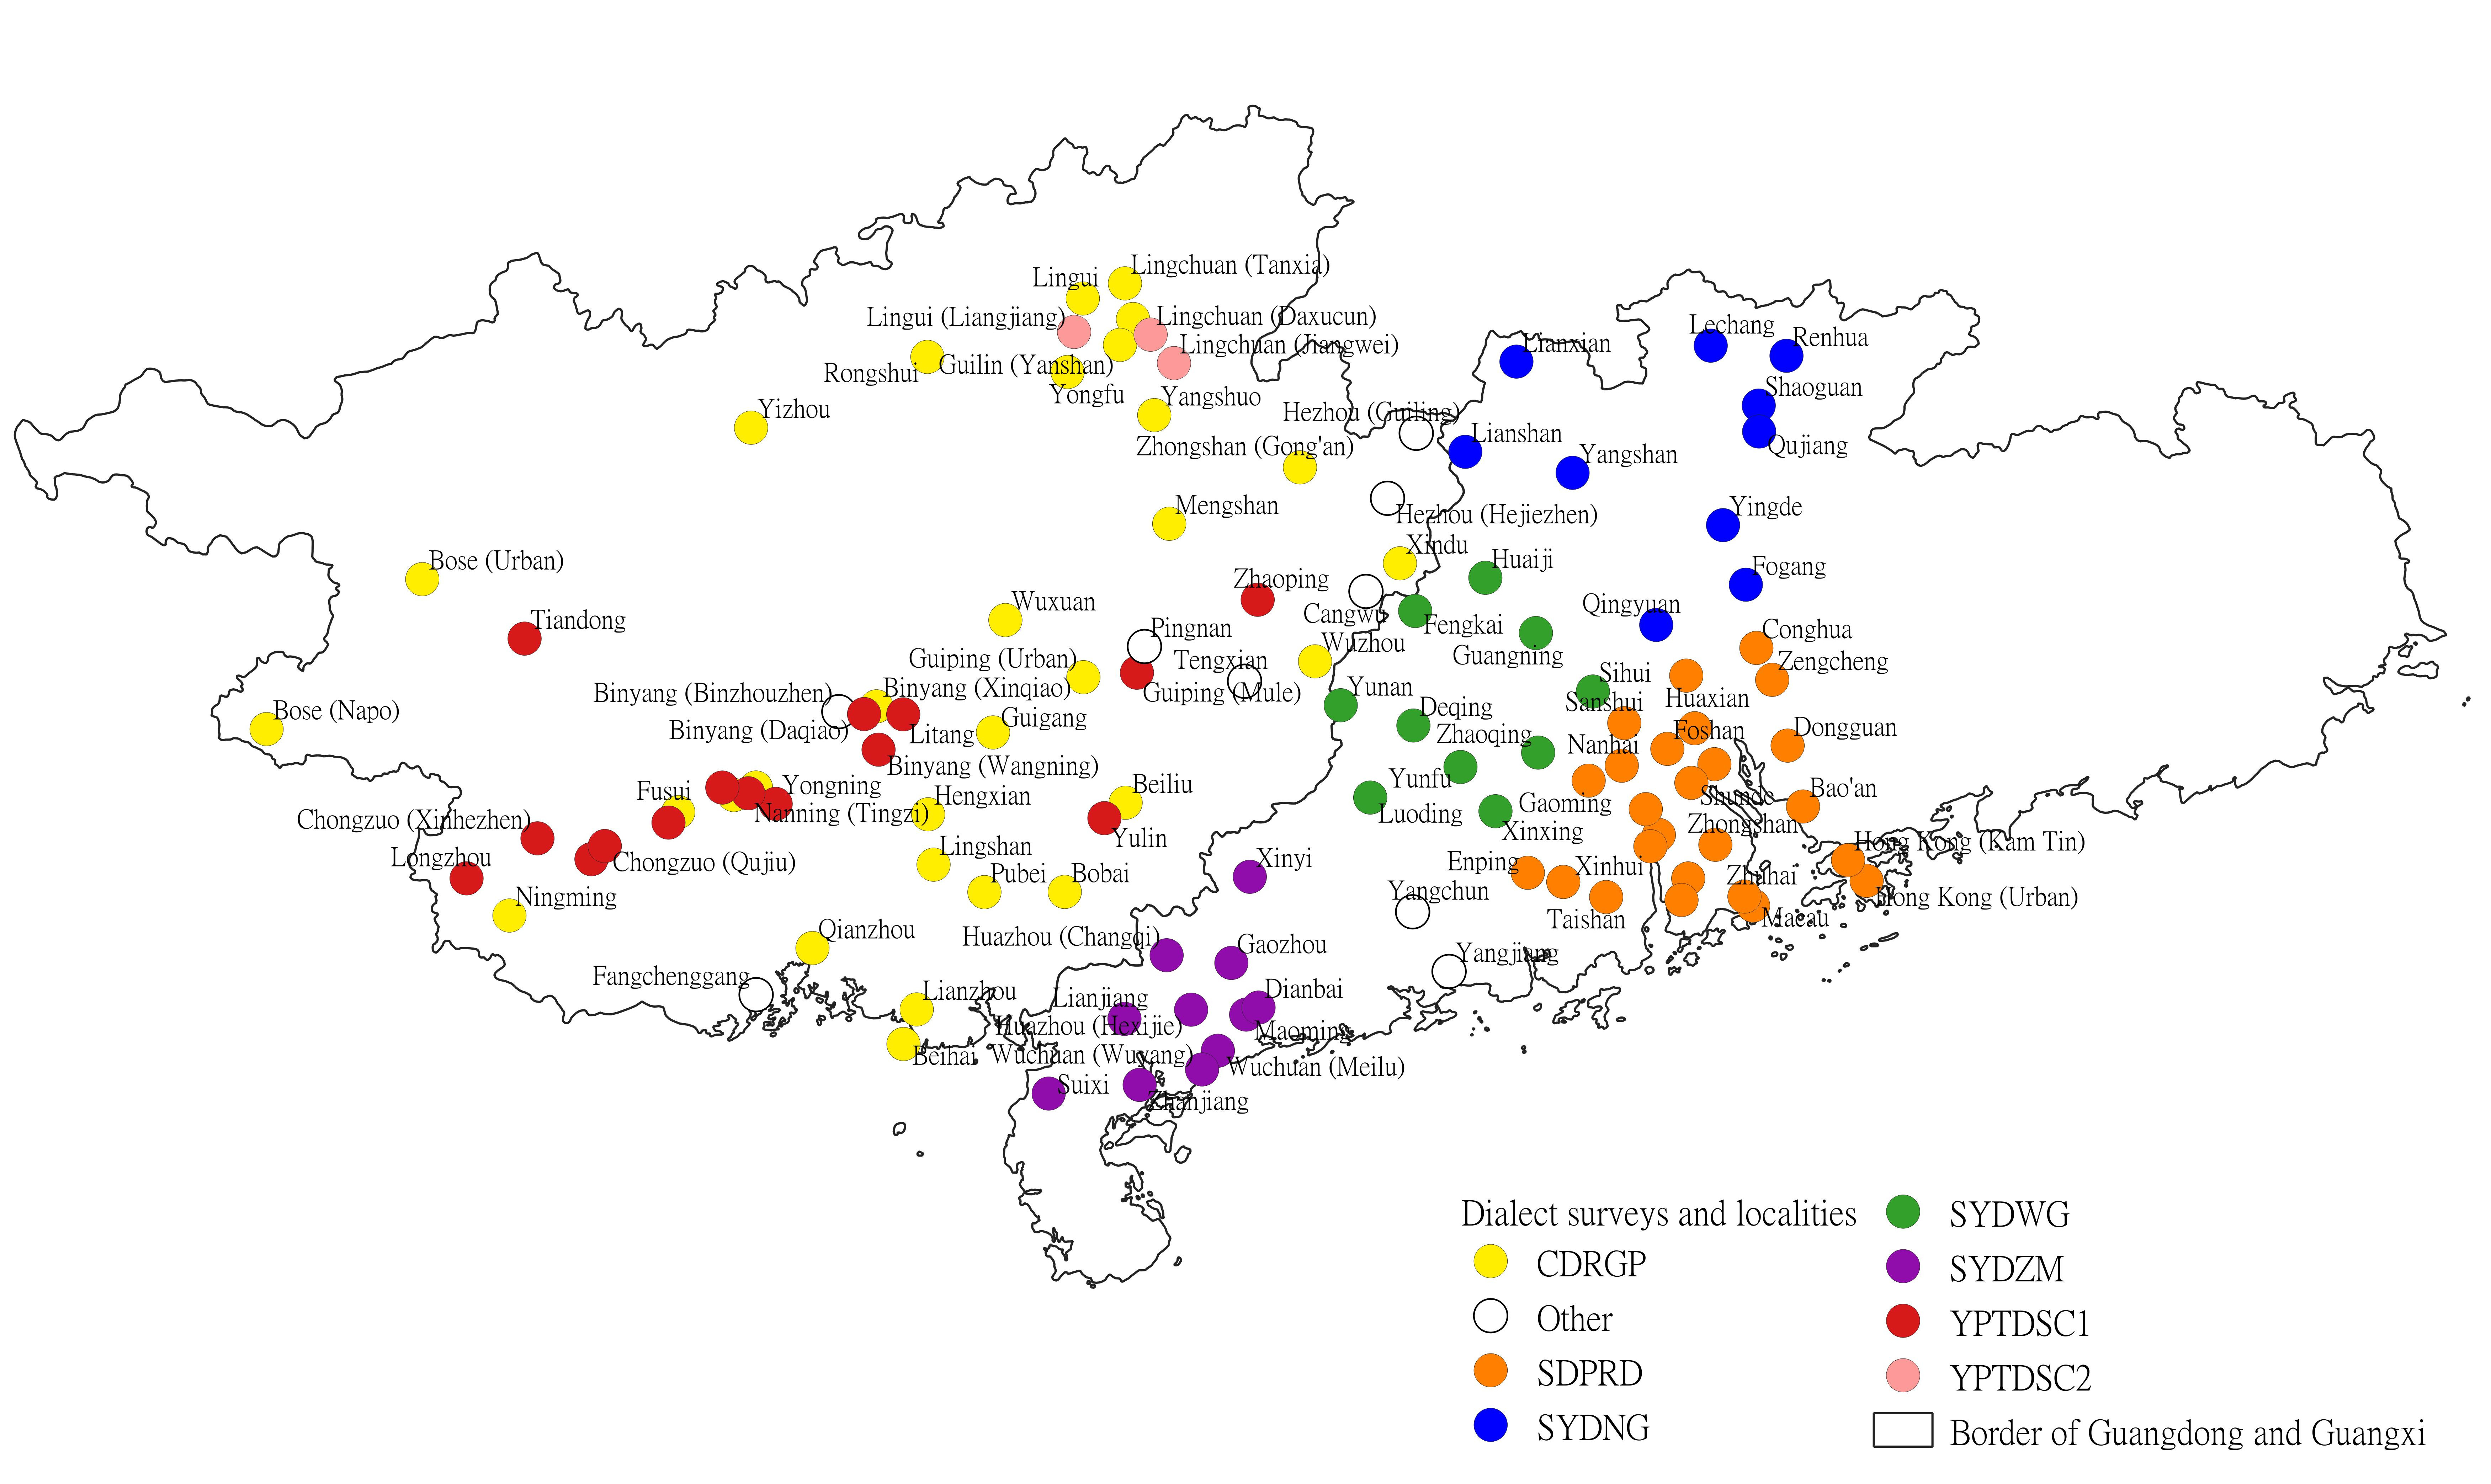 Lingui
Lingchuan (Tanxia)
Lingui (Liangjiang)
Lingchuan (Daxucun)
Lingchuan (Jiangwei)
Rongshui
Guilin (Yanshan)
Yongfu
Yangshuo
Yizhou
Hezhou (Guiling)
Zhongshan (Gong'an)
Lianxian
Lechang
Renhua
Shaoguan
Qujiang
Lianshan
Yangshan
Mengshan
Hezhou (Hejiezhen)
Yingde
Xindu
Huaiji
Fogang
Bose (Urban)
Tiandong
Wuxuan
Zhaoping
Cangwu
Fengkai
Qingyuan
Pingnan
Guiping (Urban)
Tengxian
Wuzhou
Guangning
Conghua
Zengcheng
Binyang (Binzhouzhen)
Binyang (Xinqiao)
Guiping (Mule)
Yunan
Sihui
Sanshui
Huaxian
Bose (Napo)
Guigang
Deqing
Binyang (Daqiao)
Litang
Zhaoqing
Nanhai
Foshan
Dongguan
Binyang (Wangning)
Fusui
Yongning
Beiliu
Yunfu
Bao'an
Hengxian
Nanning (Tingzi)
Luoding
Gaoming
Shunde
Chongzuo (Xinhezhen)
Yulin
Xinxing
Zhongshan
Hong Kong (Kam Tin)
Longzhou
Chongzuo (Qujiu)
Lingshan
Xinyi
Enping
Xinhui
Pubei
Bobai
Zhuhai
Ningming
Yangchun
Hong Kong (Urban)
Taishan
Macau
Qianzhou
Huazhou (Changqi)
Gaozhou
Yangjiang
Fangchenggang
Lianzhou
Lianjiang
Dianbai
Huazhou (Hexijie)
Maoming
Beihai
Wuchuan (Wuyang)
Wuchuan (Meilu)
Suixi
Zhanjiang
Dialect surveys and localities
CDRGP
Other
SDPRD
SYDNG
SYDWG
SYDZM
YPTDSC1
YPTDSC2
Border of Guangdong and Guangxi